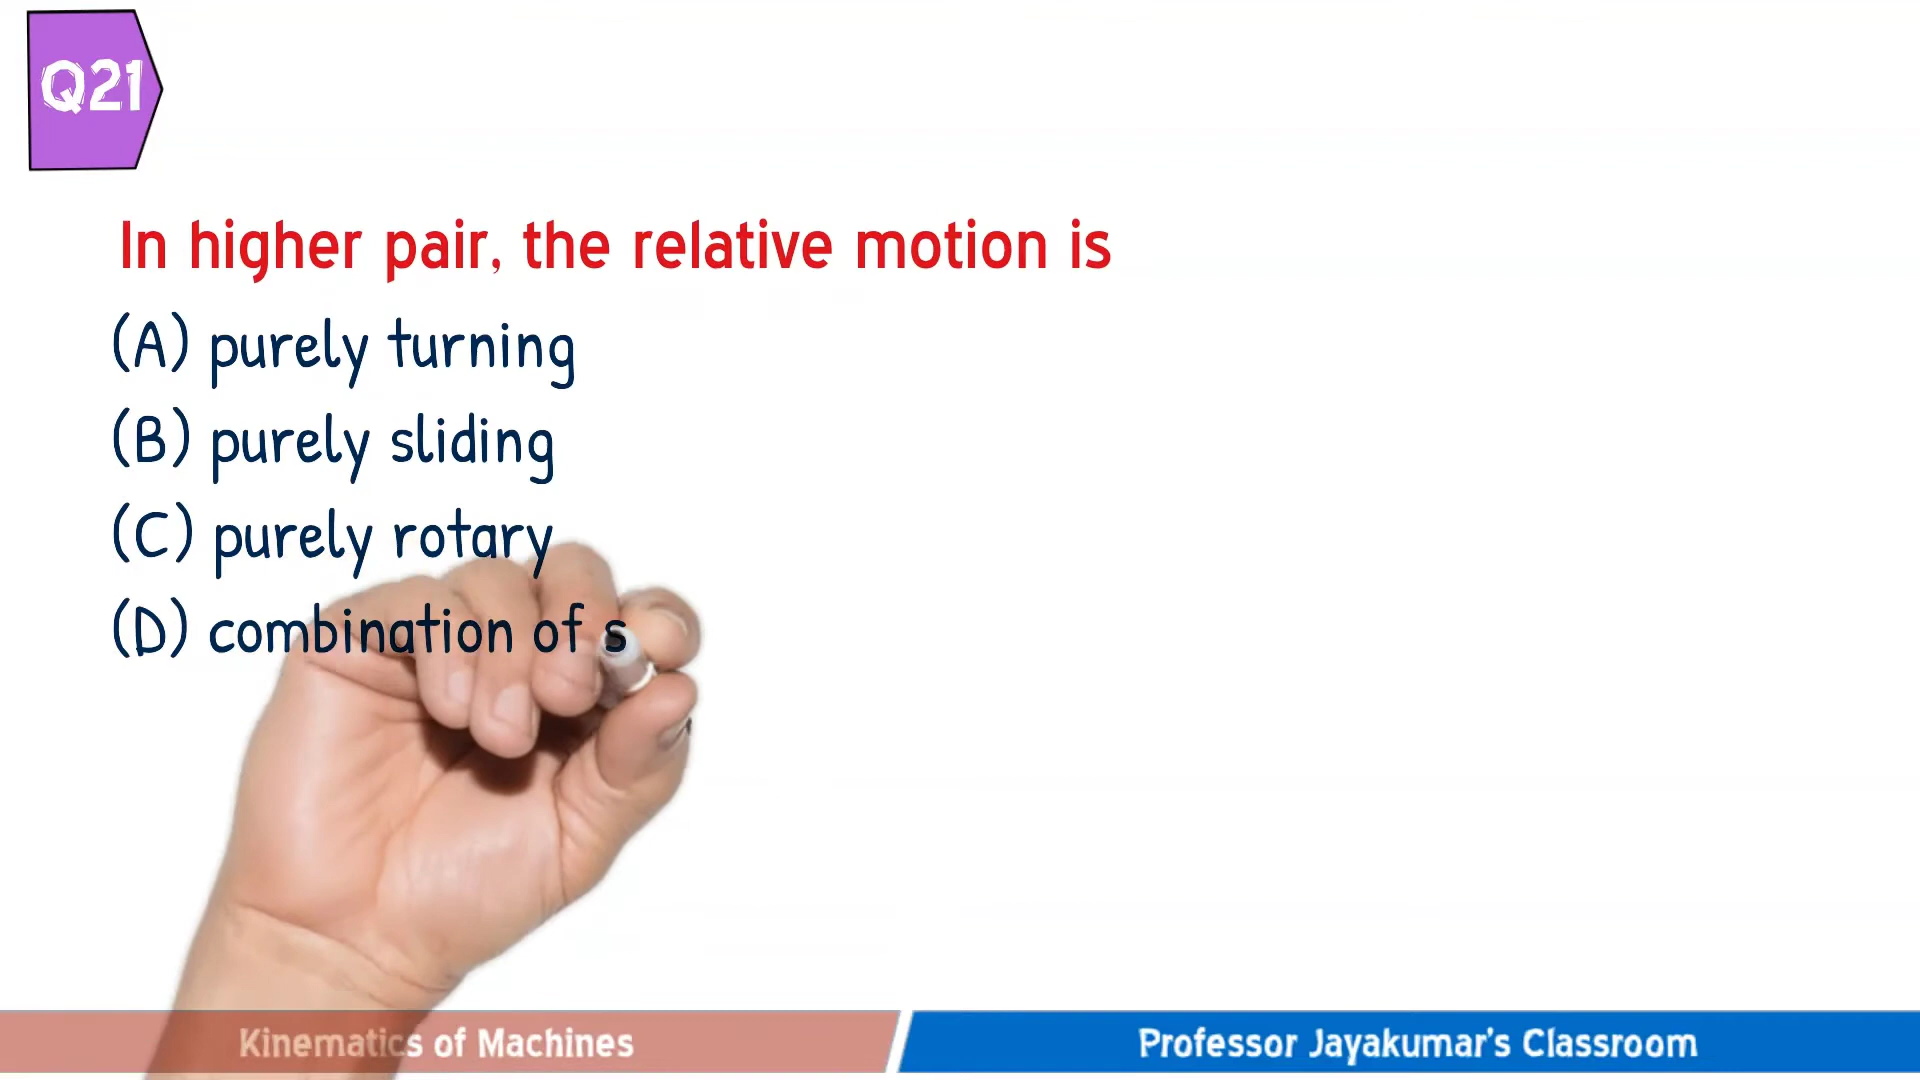 Q21
In higher pair, the relative motion is
(A) purely turning
(B) purely sliding
(C) purely rotary
(D) combination of s
Kinematics of Machines
Professor Jayakumar's Classroom